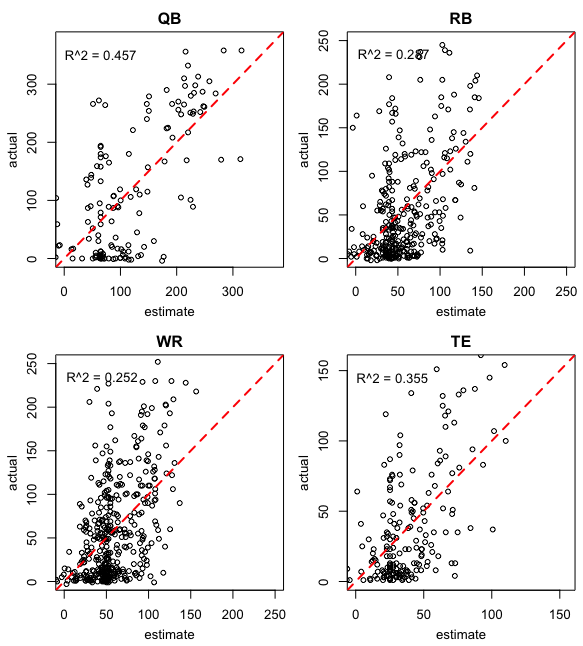 QB
R^2 = 0.457
actual
0 100 200 300
0 100 200 300
estimate
RB
R^2 = 0.287
actual
0 50 100 150 200 250
0 50 100 150 200 250
estimate
WR
R^2 = 0.252
actual
0 50 100 150 200 250
0 50 100 150 200 250
estimate
TE
R^2 = 0.355
actual
0 50 100 150
0 50 100 150
estimate